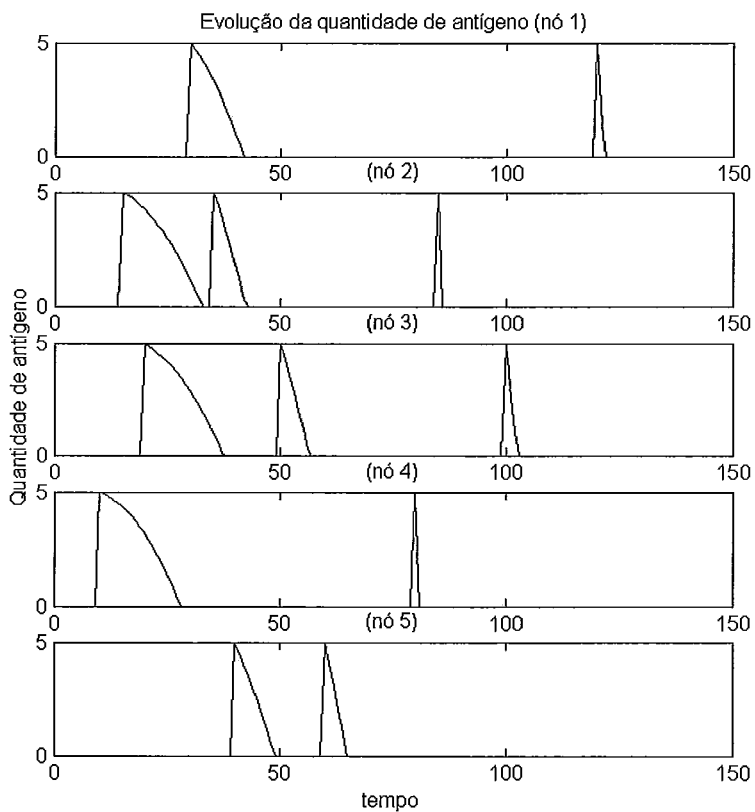 Evolução da quantidade de antígeno (nó 1)
5
0
0 50 100 150
(nó 2)
5
0
0 50 100 150
(nó 3)
5
0
0 50 100 150
(nó 4)
5
0
0 50 100 150
(nó 5)
5
0
0 50 100 150
Quantidade de antígeno
tempo